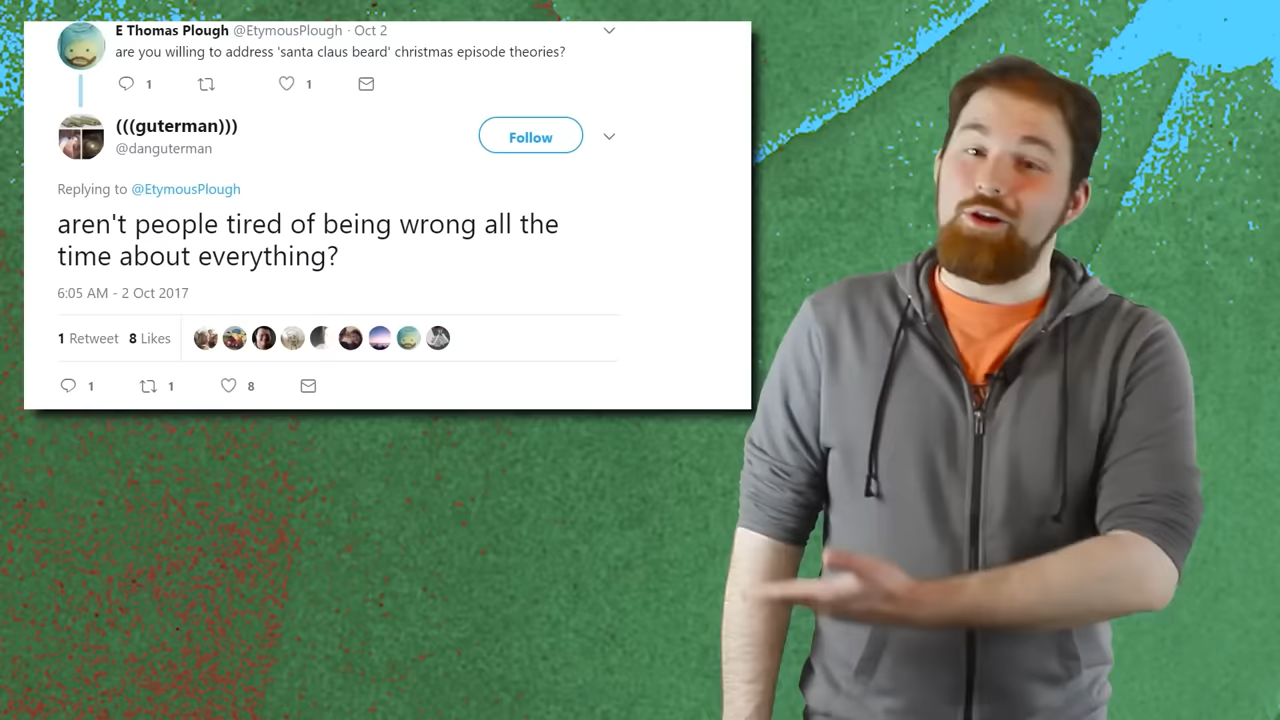 E Thomas Plough @EtymousPlough · Oct 2
are you willing to address 'santa claus beard' christmas episode theories?
1 1
(((guterman)))
@danguterman
Follow
Replying to @EtymousPlough
aren't people tired of being wrong all the
time about everything?
6:05 AM - 2 Oct 2017
1 Retweet 8 Likes
1 1 8